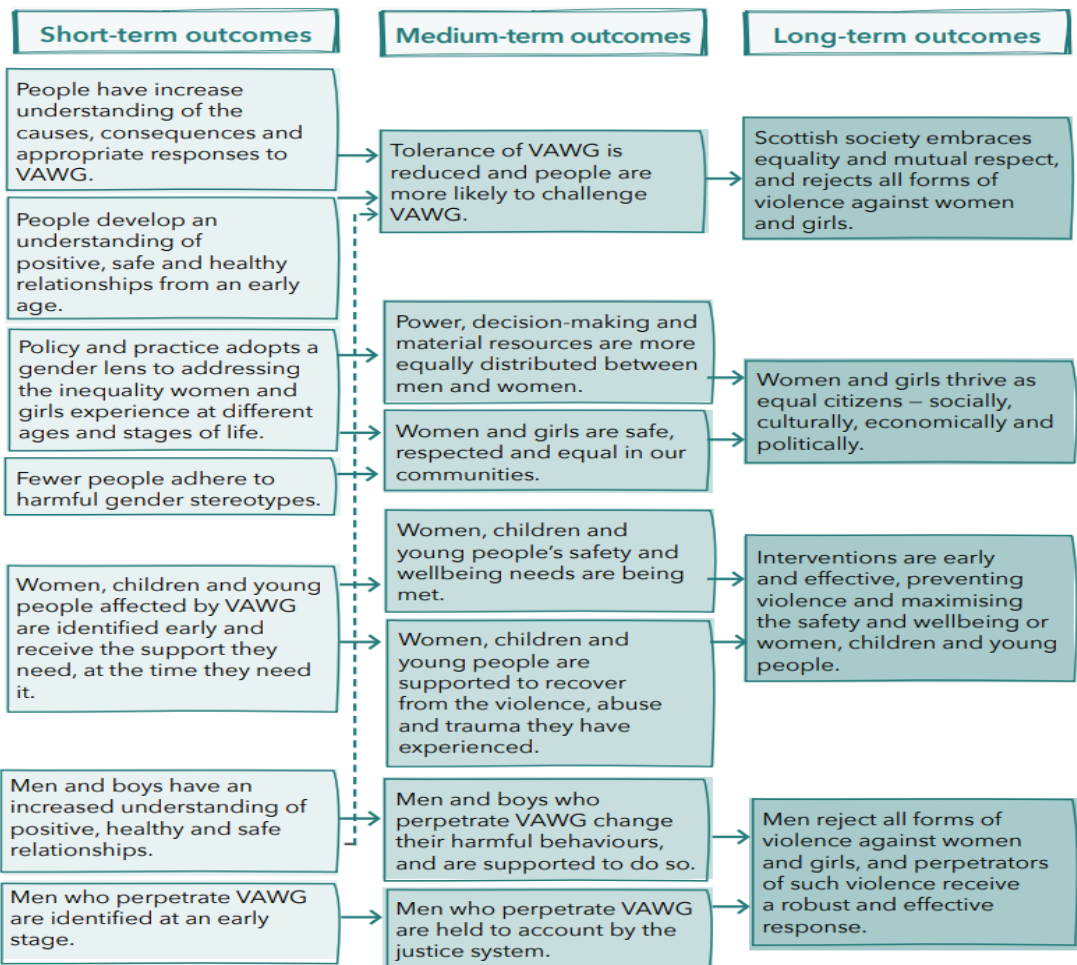 Short-term outcomes
Medium-term outcomes
Long-term outcomes
People have increase
understanding of the
causes, consequences and
appropriate responses to
VAWG.
People develop an
understanding of
positive, safe and healthy
relationships from an early
age.
Policy and practice adopts a
gender lens to addressing
the inequality women and
girls experience at different
ages and stages of life.
Fewer people adhere to
harmful gender stereotypes.
Women, children and young
people affected by VAWG
are identified early and
receive the support they
need, at the time they need
it.
Men and boys have an
increased understanding of
positive, healthy and safe
relationships.
Men who perpetrate VAWG
are identified at an early
stage.
Tolerance of VAWG is
reduced and people are
more likely to challenge
VAWG.
Power, decision-making and
material resources are more
equally distributed between
men and women.
Women and girls are safe,
respected and equal in our
communities.
Women, children and
young people's safety and
wellbeing needs are being
met.
Women, children and
young people are
supported to recover
from the violence, abuse
and trauma they have
experienced.
Men and boys who
perpetrate VAWG change
their harmful behaviours,
and are supported to do so.
Men who perpetrate VAWG
are held to account by the
justice system.
Scottish society embraces
equality and mutual respect,
and rejects all forms of
violence against women
and girls.
Women and girls thrive as
equal citizens – socially,
culturally, economically and
politically.
Interventions are early
and effective, preventing
violence and maximising
the safety and wellbeing or
women, children and young
people.
Men reject all forms of
violence against women
and girls, and perpetrators
of such violence receive
a robust and effective
response.